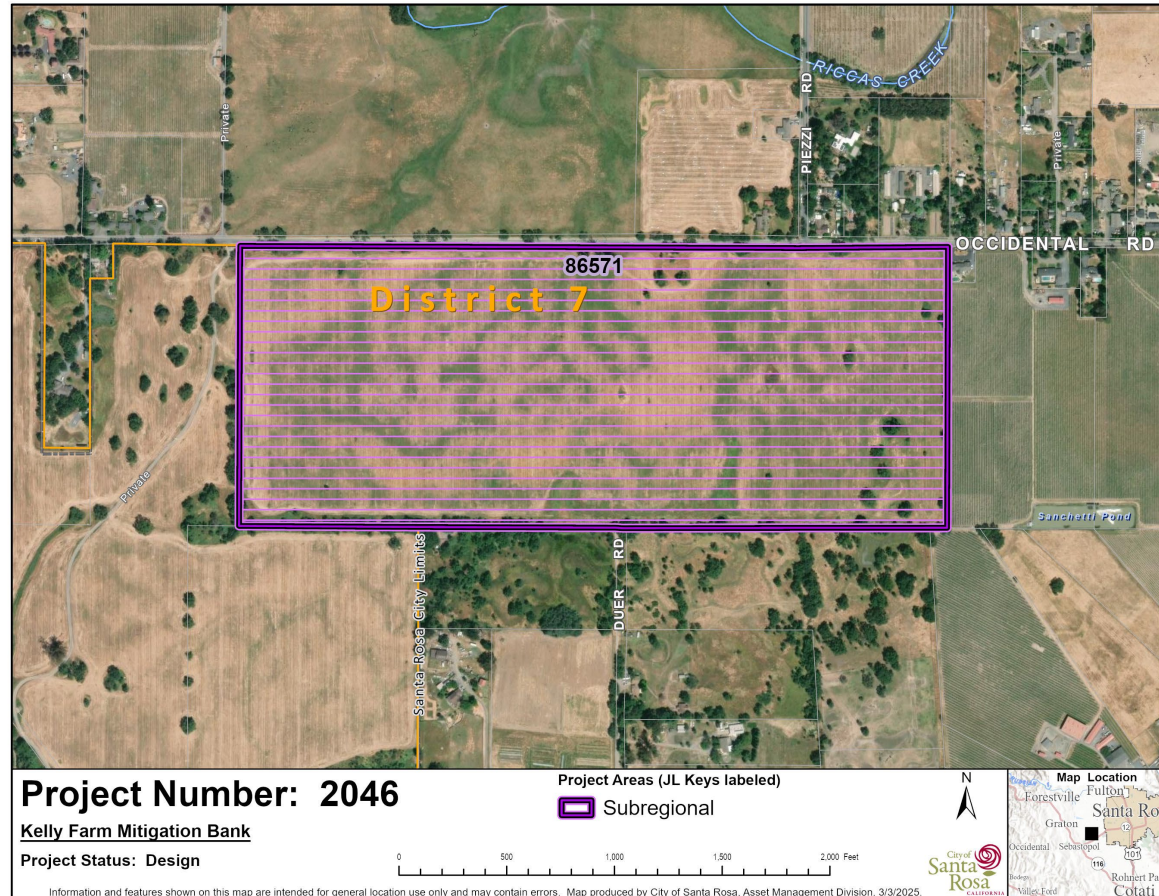 RICCAS CREEK
PIEZZI RD
Private
Private
OCCIDENTAL RD
86571
District 7
Private
Sanchetti Pond
Santa Rosa City Limits
DUER RD
Project Number: 2046
Kelly Farm Mitigation Bank
Project Status: Design
Project Areas (JL Keys labeled)
Subregional
0 500 1,000 1,500 2,000 Feet
N
City of
Santa Rosa
CALIFORNIA
Map Location
Forestville
Fulton
Santa Ro
Graton
12
Occidental
Sebastopol
101
116
Rohnert Pa
Valley Ford
Cotati
Information and features shown on this map are intended for general location use only and may contain errors. Map produced by City of Santa Rosa, Asset Management Division, 3/3/2025.